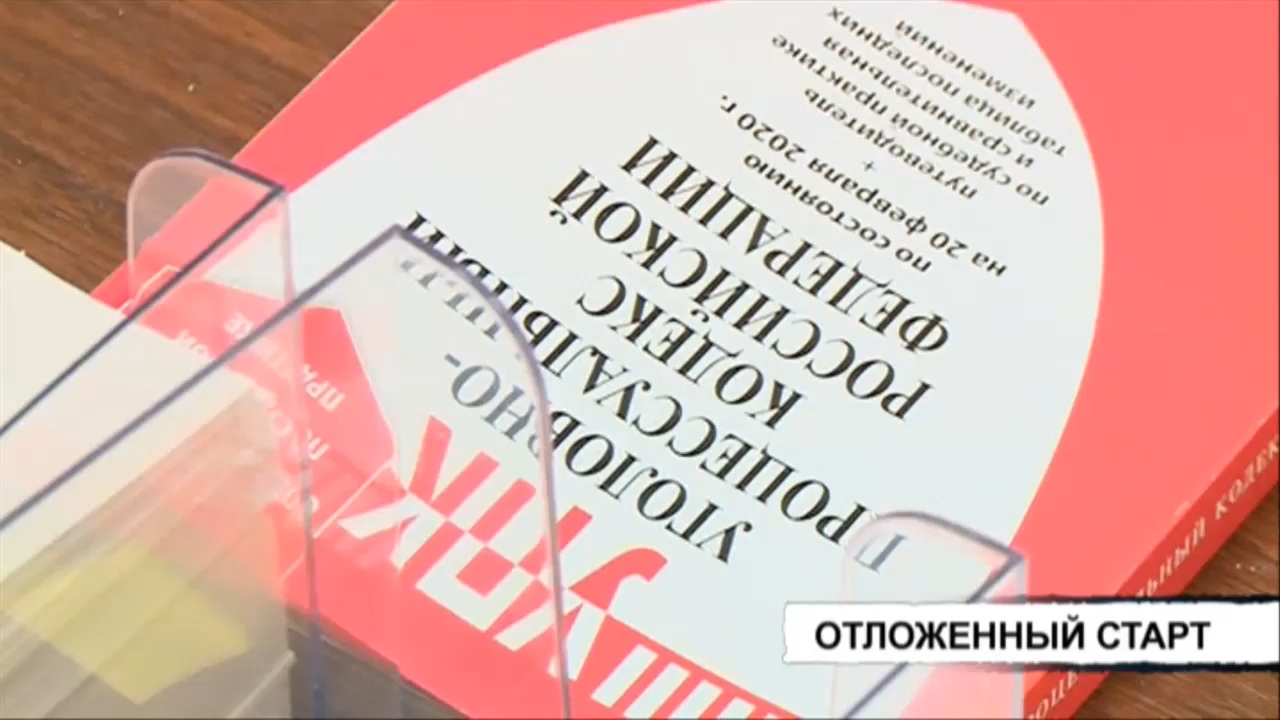 УПК
УГОЛОВНО-
ПРОЦЕССУАЛЬНЫЙ
КОДЕКС
РОССИЙСКОЙ
ФЕДЕРАЦИИ
по состоянию
на 20 февраля 2020 г.
+
путеводитель
по судебной практике
и сравнительная
таблица последних
изменений
ОТЛОЖЕННЫЙ СТАРТ